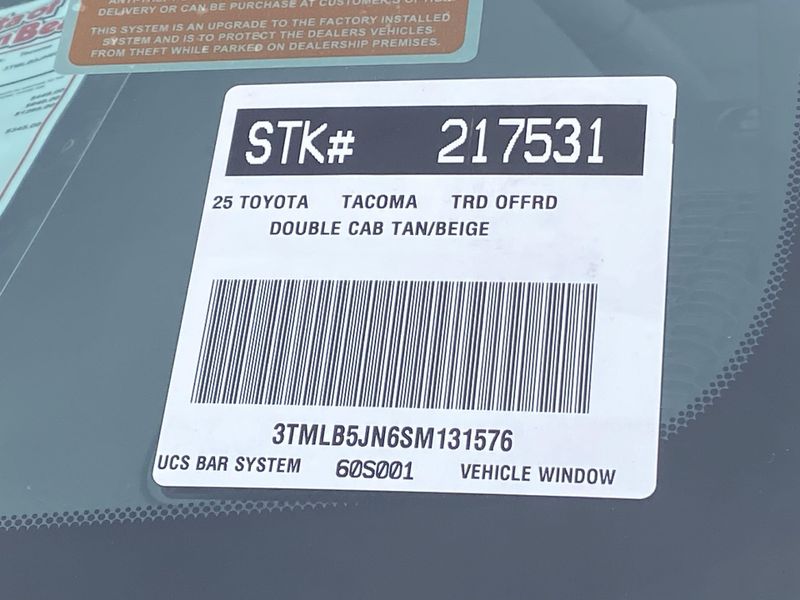 DELIVERY OR CAN BE PURCHASE AT CUSTOMER'S OF
THIS SYSTEM IS AN UPGRADE TO THE FACTORY INSTALLED
SYSTEM AND IS TO PROTECT THE DEALERS VEHICLES
FROM THEFT WHILE PARKED ON DEALERSHIP PREMISES.
STK# 217531
25 TOYOTA TACOMA TRD OFFRD
DOUBLE CAB TAN/BEIGE
3TMLB5JN6SM131576
UCS BAR SYSTEM 60S001 VEHICLE WINDOW